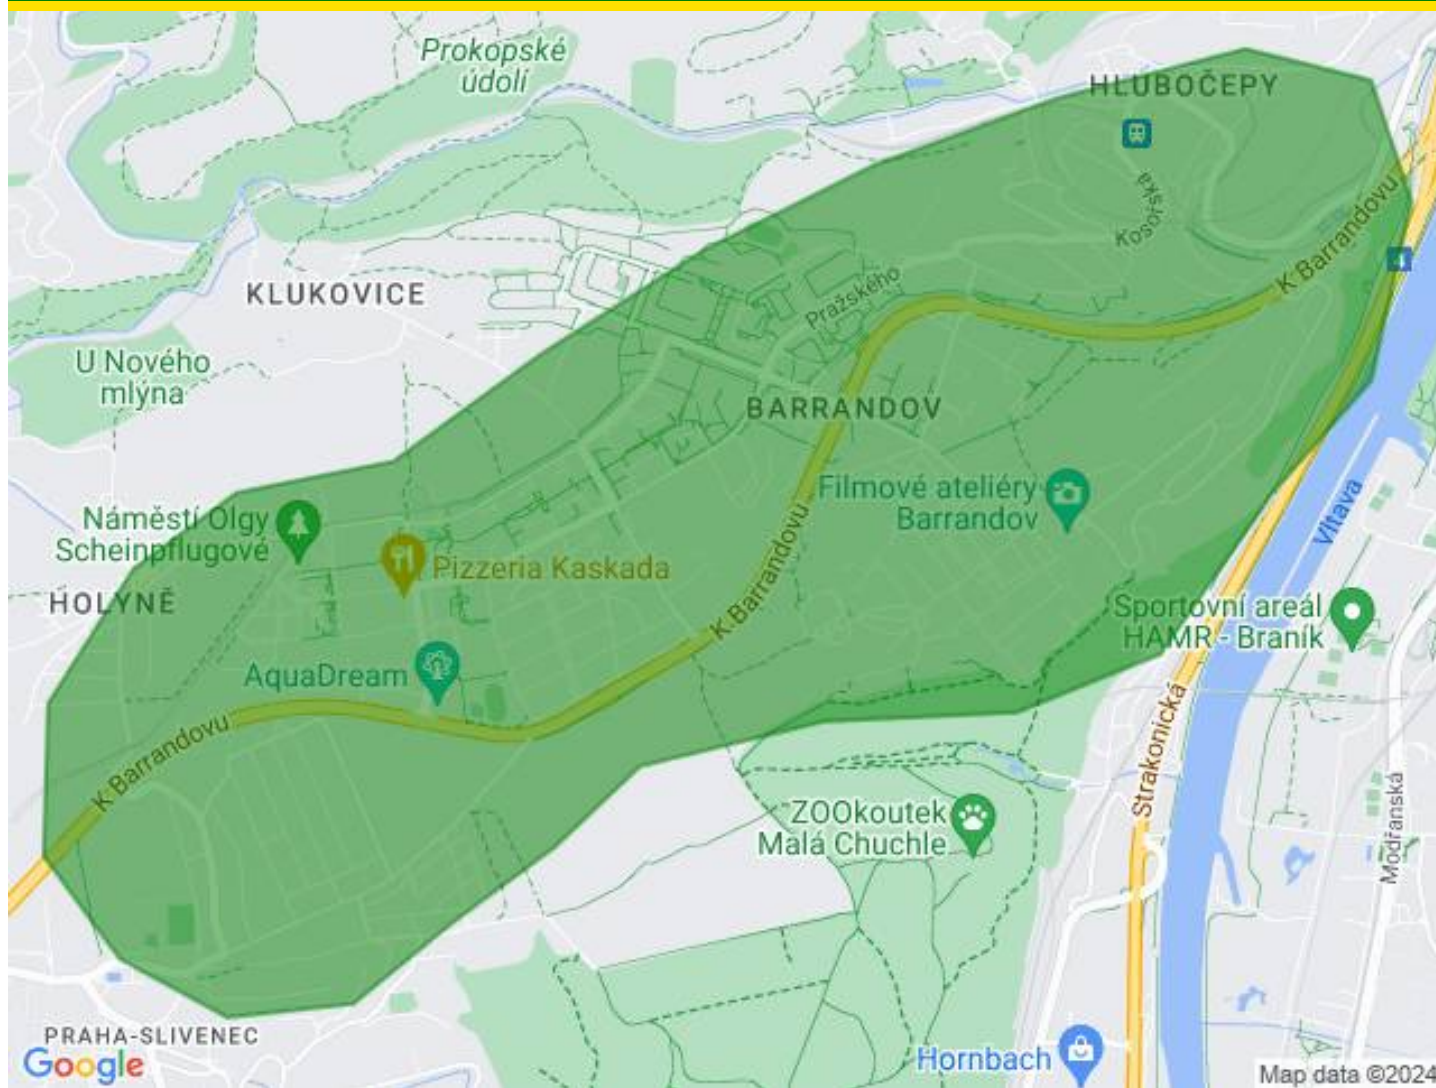 Prokopské
údolí
HLUBOČEPY
Kosořská
K Barrandovu
4
KLUKOVICE
Pražského
U Nového
mlýna
BARRANDOV
Náměstí Olgy
Scheinpflugové
Filmové ateliéry
Barrandov
Vltava
Pizzeria Kaskada
K Barrandovu
HOLYNĚ
Sportovní areál
HAMR - Braník
AquaDream
K Barrandovu
Strakonická
ZOOkoutek
Malá Chuchle
Modřanská
PRAHA-SLIVENEC
Google
Hornbach
Map data ©2024